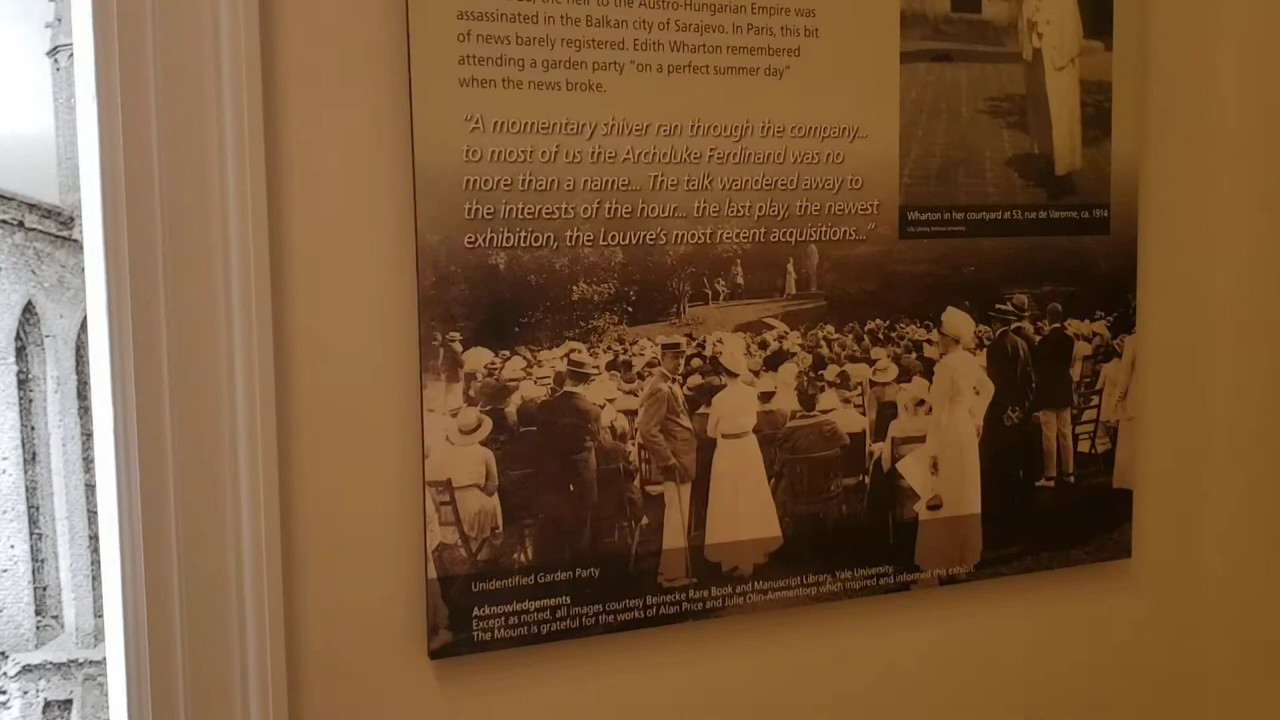 the heir to the Austro-Hungarian Empire was
assassinated in the Balkan city of Sarajevo. In Paris, this bit
of news barely registered. Edith Wharton remembered
attending a garden party "on a perfect summer day"
when the news broke.
"A momentary shiver ran through the company...
to most of us the Archduke Ferdinand was no
more than a name... The talk wandered away to
the interests of the hour... the last play, the newest
exhibition, the Louvre's most recent acquisitions..."
Wharton in her courtyard at 53, rue de Varenne, ca. 1914
Lilly Library, Indiana University
Unidentified Garden Party
Acknowledgements
Except as noted, all images courtesy Beinecke Rare Book and Manuscript Library, Yale University.
The Mount is grateful for the works of Alan Price and Julie Olin-Ammentorp which inspired and informed this exhibit.